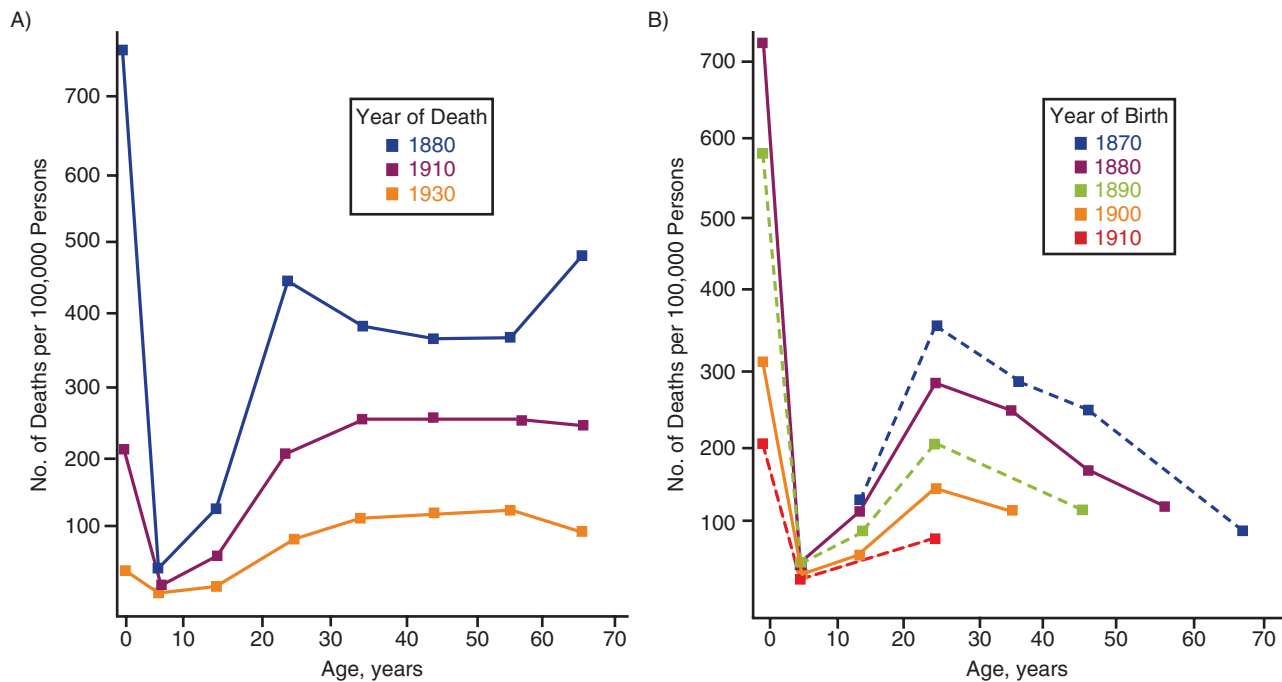 A)
No. of Deaths per 100,000 Persons
700
600
500
400
300
200
100
Year of Death
1880
1910
1930
0 10 20 30 40 50 60 70
Age, years
B)
No. of Deaths per 100,000 Persons
700
600
500
400
300
200
100
Year of Birth
1870
1880
1890
1900
1910
0 10 20 30 40 50 60 70
Age, years